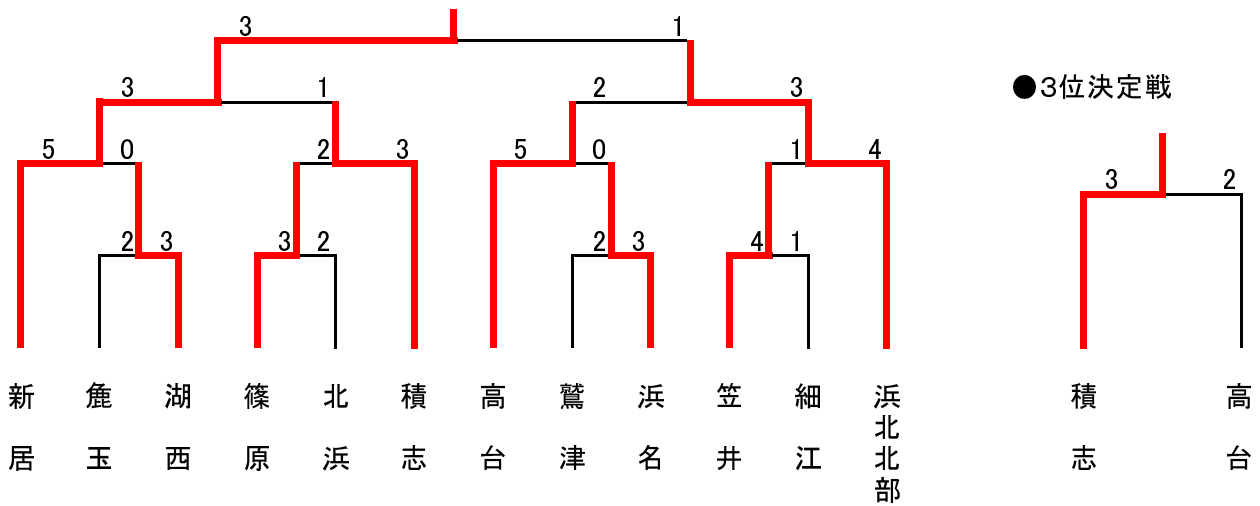 3 1
3 1 2 3
●3位決定戦
5 0 2 3 5 0 1 4
3 2
2 3 3 2 2 3 4 1
新居
麁玉
湖西
篠原
北浜
積志
高台
鷲津
浜名
笠井
細江
浜北北部
積志
高台